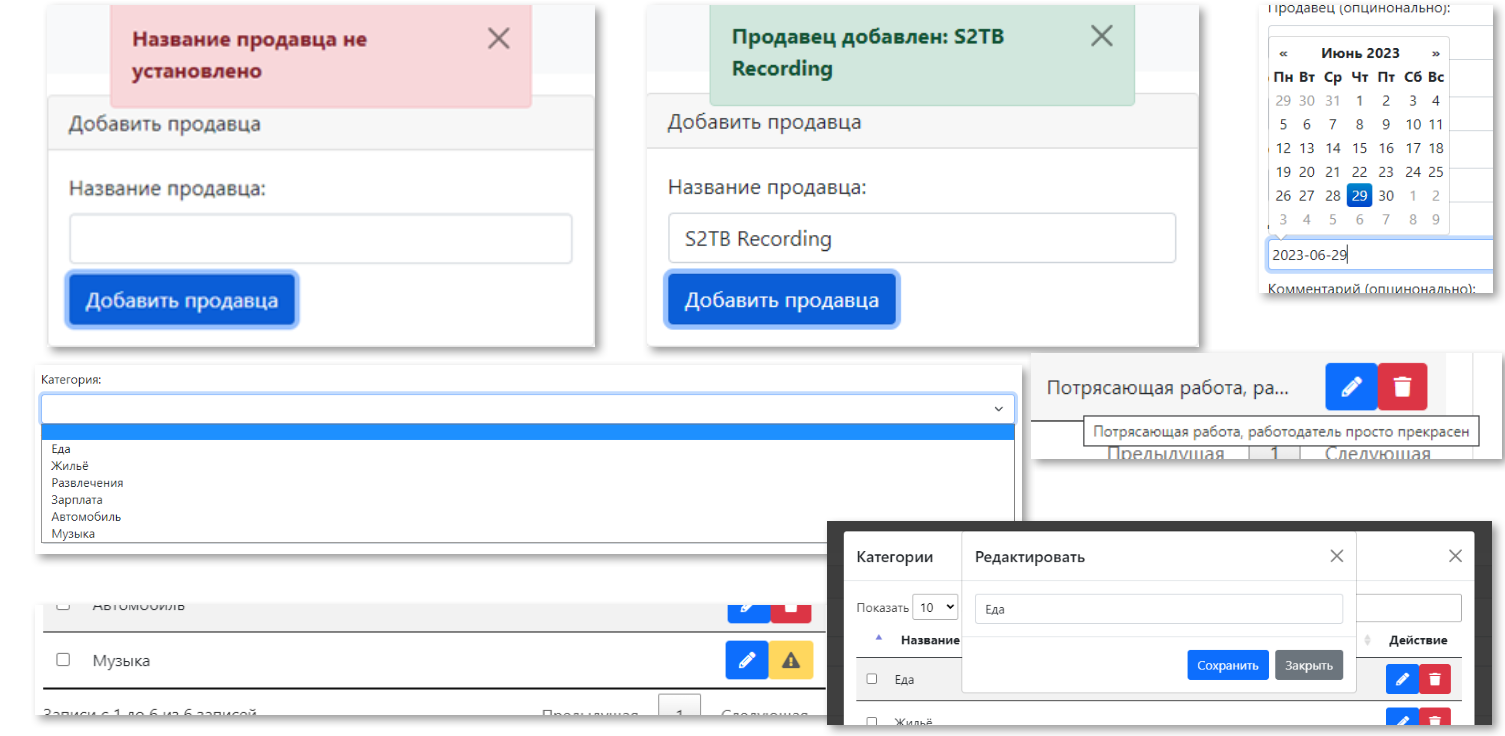 Название продавца не
установлено
Добавить продавца
Название продавца:
Добавить продавца
Продавец добавлен: S2TB
Recording
Добавить продавца
Название продавца:
S2TB Recording
Добавить продавца
Продавец (опцинонально):
« Июнь 2023 »
Пн Вт Ср Чт Пт Сб Вс
29 30 31 1 2 3 4
5 6 7 8 9 10 11
12 13 14 15 16 17 18
19 20 21 22 23 24 25
26 27 28 29 30 1 2
3 4 5 6 7 8 9
2023-06-29
Комментарий (опцинонально):
Категория:
Еда
Жильё
Развлечения
Зарплата
Автомобиль
Музыка
Потрясающая работа, ра...
Потрясающая работа, работодатель просто прекрасен
Предыдущая 1 Следующая
Автомобиль
Музыка
Записи с 1 до 6 из 6 записей
Предыдущая 1 Следующая
Категории
Редактировать
Показать 10
Еда
Название
Действие
Сохранить
Закрыть
Еда
Жильё